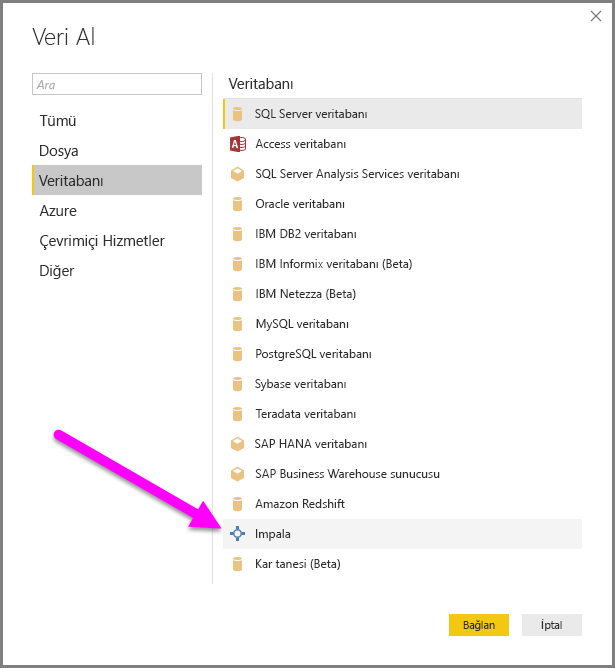 Veri Al
Ara
Tümü
Dosya
Veritabanı
Azure
Çevrimiçi Hizmetler
Diğer
Veritabanı
SQL Server veritabanı
Access veritabanı
SQL Server Analysis Services veritabanı
Oracle veritabanı
IBM DB2 veritabanı
IBM Informix veritabanı (Beta)
IBM Netezza (Beta)
MySQL veritabanı
PostgreSQL veritabanı
Sybase veritabanı
Teradata veritabanı
SAP HANA veritabanı
SAP Business Warehouse sunucusu
Amazon Redshift
Impala
Kar tanesi (Beta)
Bağlan
İptal